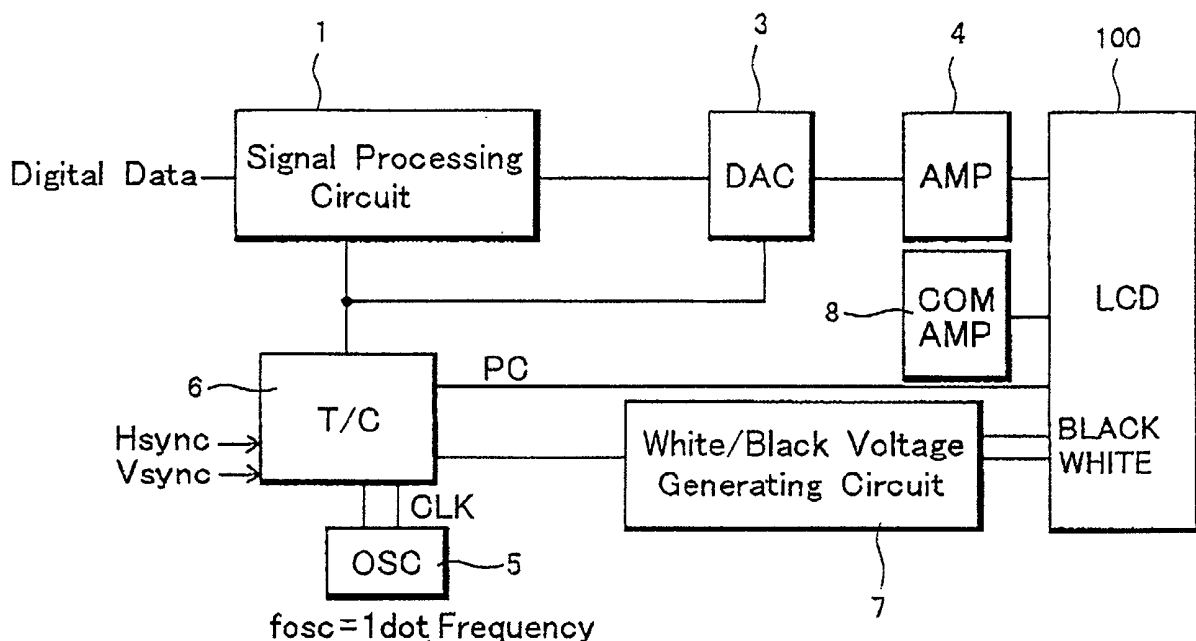 1
3
4
100
Digital Data
Signal Processing
Circuit
DAC
AMP
LCD
8
COM
AMP
6
T/C
PC
Hsync
Vsync
White/Black Voltage
Generating Circuit
BLACK
WHITE
CLK
OSC
5
7
fosc=1dot Frequency